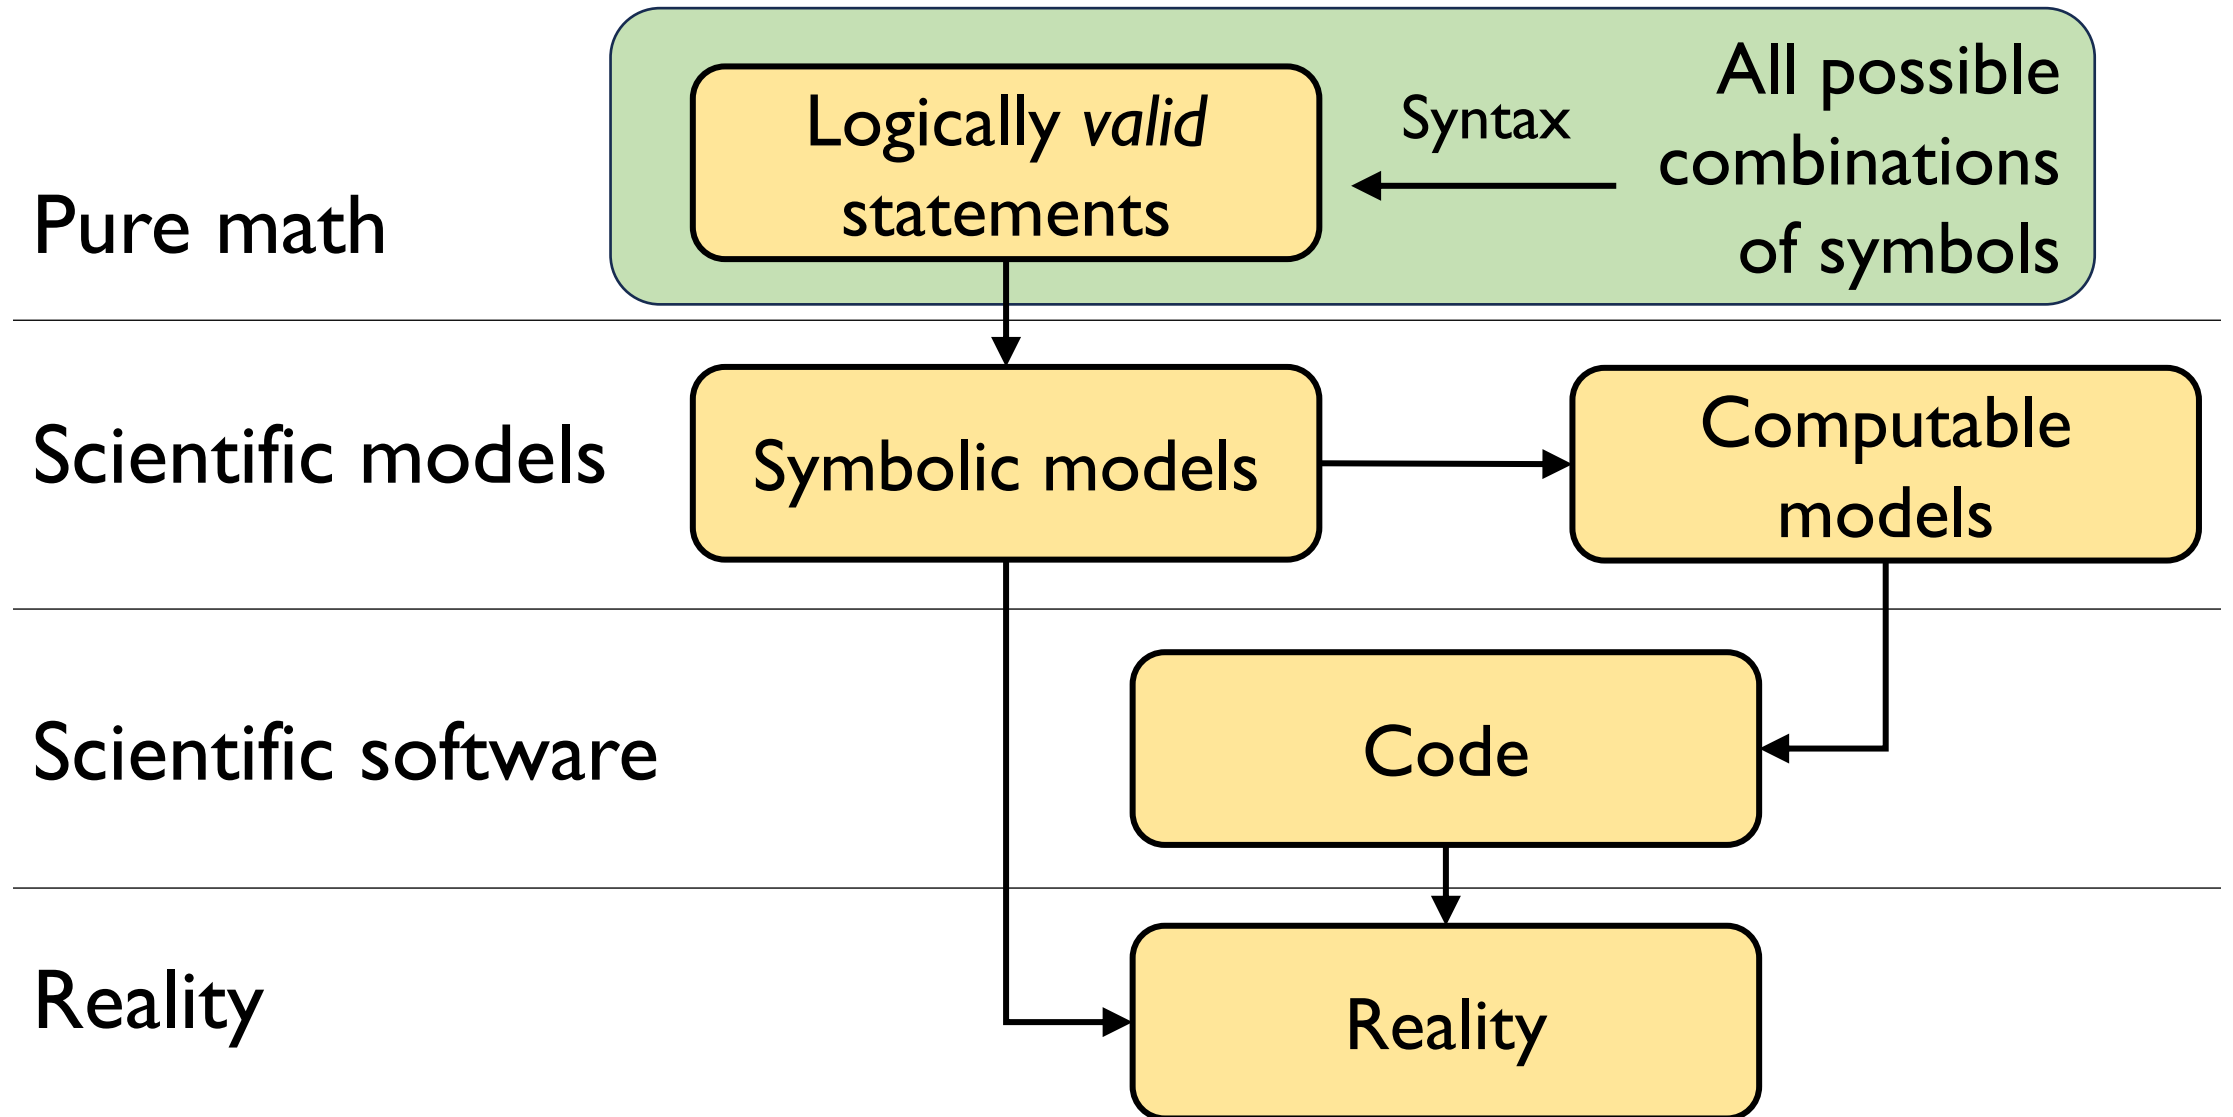 Pure math
Logically valid
statements
Syntax
All possible
combinations
of symbols
Scientific models
Symbolic models
Computable
models
Scientific software
Code
Reality
Reality